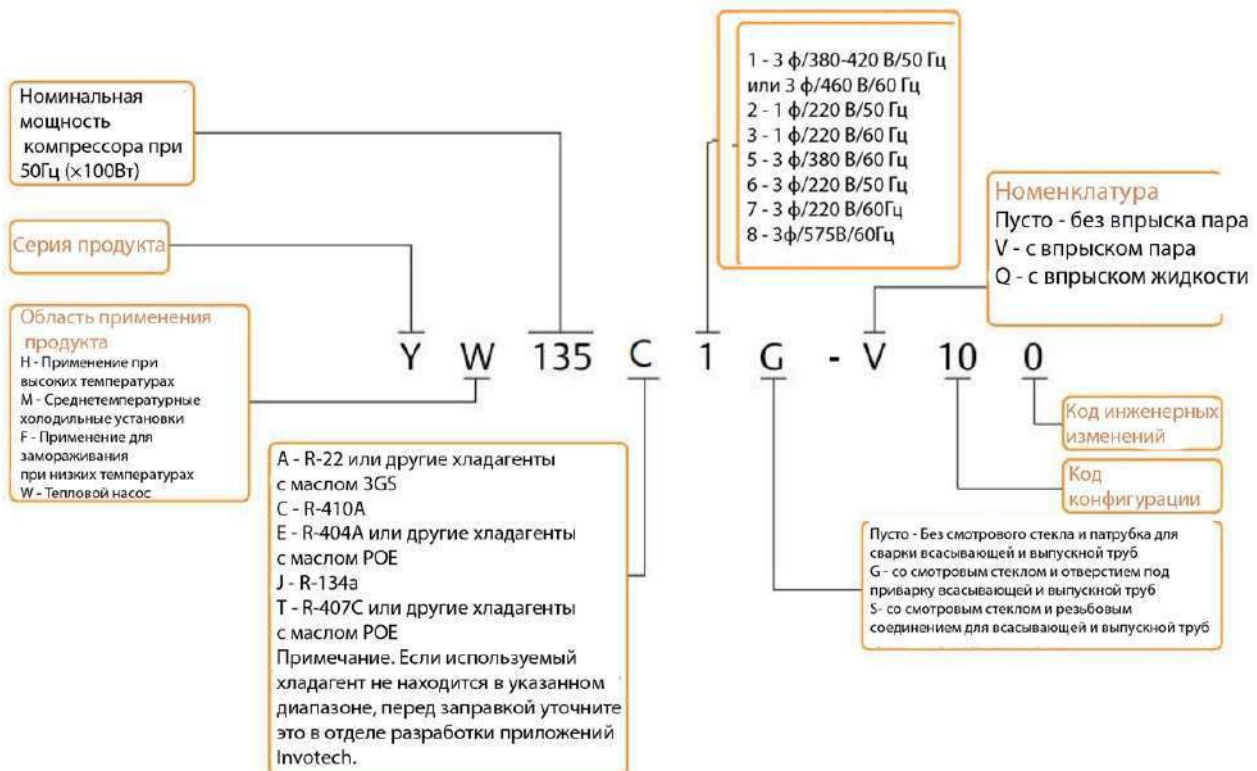 Номинальная
мощность
компрессора при
50Гц (×100Вт)
Серия продукта
Область применения
продукта
H - Применение при
высоких температурах
M - Среднетемпературные
холодильные установки
F - Применение для
замораживания
при низких температурах
W - Тепловой насос
1 - 3 ф/380-420 В/50 Гц
или 3 ф/460 В/60 Гц
2 - 1 ф/220 В/50 Гц
3 - 1 ф/220 В/60 Гц
5 - 3 ф/380 В/60 Гц
6 - 3 ф/220 В/50 Гц
7 - 3 ф/220 В/60Гц
8 - 3ф/575В/60Гц
Номенклатура
Пусто - без впрыска пара
V - с впрыском пара
Q - с впрыском жидкости
Y W 135 C 1 G - V 10 0
A - R-22 или другие хладагенты
с маслом 3GS
C - R-410A
E - R-404A или другие хладагенты
с маслом POE
J - R-134a
T - R-407C или другие хладагенты
с маслом POE
Примечание. Если используемый
хладагент не находится в указанном
диапазоне, перед заправкой уточните
это в отделе разработки приложений
Invotech.
Код инженерных
изменений
Код
конфигурации
Пусто - Без смотрового стекла и патрубка для
сварки всасывающей и выпускной труб
G - со смотровым стеклом и отверстием под
приварку всасывающей и выпускной труб
S- со смотровым стеклом и резьбовым
соединением для всасывающей и выпускной труб